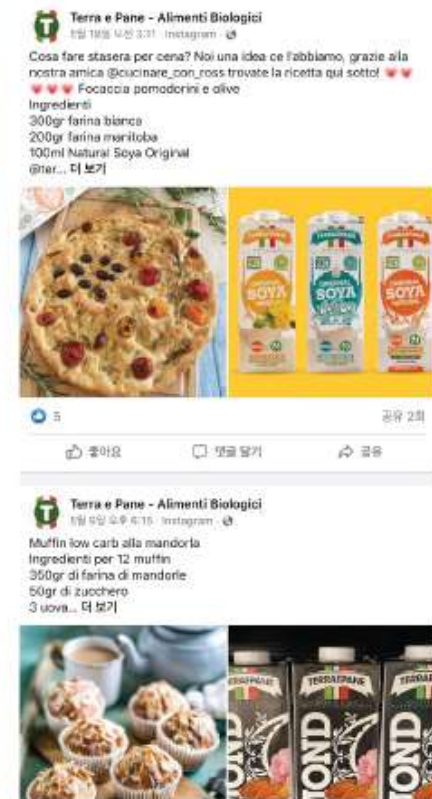 Terra e Pane - Alimenti Biologici
Instagram
Cosa fare stasera per cena? Noi una idea ce l'abbiamo, grazie alla
nostra amica @cucinare_con_ross trovate la ricetta qui sotto!
Focaccia pomodorini e olive
Ingredienti
300gr farina bianca
200gr farina manitoba
100ml Natural Soya Original
@ter... 더 보기
TERRAEPANE
SOYA
SOYA
SOYA
5
공유 2회
좋아요 댓글 달기 공유
Terra e Pane - Alimenti Biologici
Instagram
Muffin low carb alla mandorla
Ingredienti per 12 muffin
350gr di farina di mandorle
50gr di zucchero
3 uova... 더 보기
TERRAEPANE